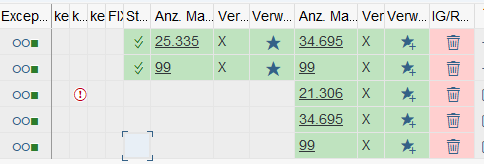 Excep... ke k... ke FIX St... Anz. Ma... Ver... Verw... Anz. Ma... Ver... Verw... IG/R...
25.335 X 34.695 X
99 X 99 X
21.306 X
34.695 X
99 X